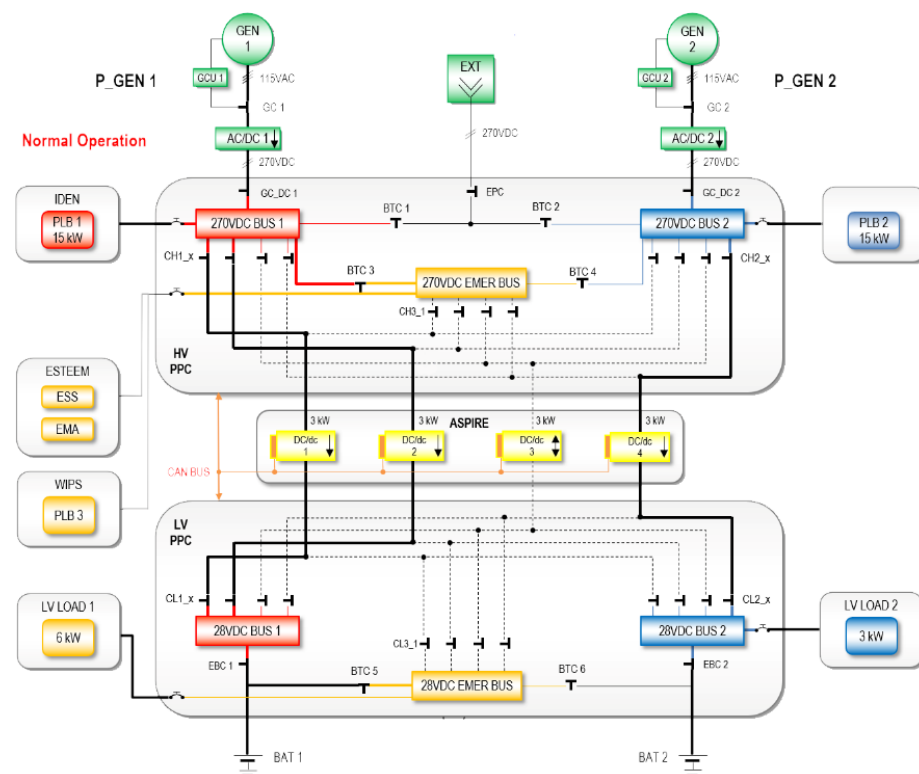 GEN
1
GEN
2
GCU 1
115VAC
EXT
GCU 2
115VAC
P_GEN 1
P_GEN 2
GC 1
GC 2
Normal Operation
AC/DC 1
270VDC
AC/DC 2
270VDC
270VDC
IDEN
GC_DC 1
EPC
GC_DC 2
PLB 1
15 kW
270VDC BUS 1
BTC 1
BTC 2
270VDC BUS 2
PLB 2
15 kW
CH1_x
BTC 3
270VDC EMER BUS
BTC 4
CH2_x
CH3_1
HV
PPC
ESTEEM
ESS
EMA
3 kW
3 kW
ASPIRE
3 kW
3 kW
DC/dc
1
DC/dc
2
DC/dc
3
DC/dc
4
CAN BUS
WIPS
PLB 3
LV
PPC
LV LOAD 1
6 kW
CL1_x
CL2_x
LV LOAD 2
3 kW
28VDC BUS 1
CL3_1
28VDC BUS 2
EBC 1
BTC 5
28VDC EMER BUS
BTC 6
EBC 2
BAT 1
BAT 2